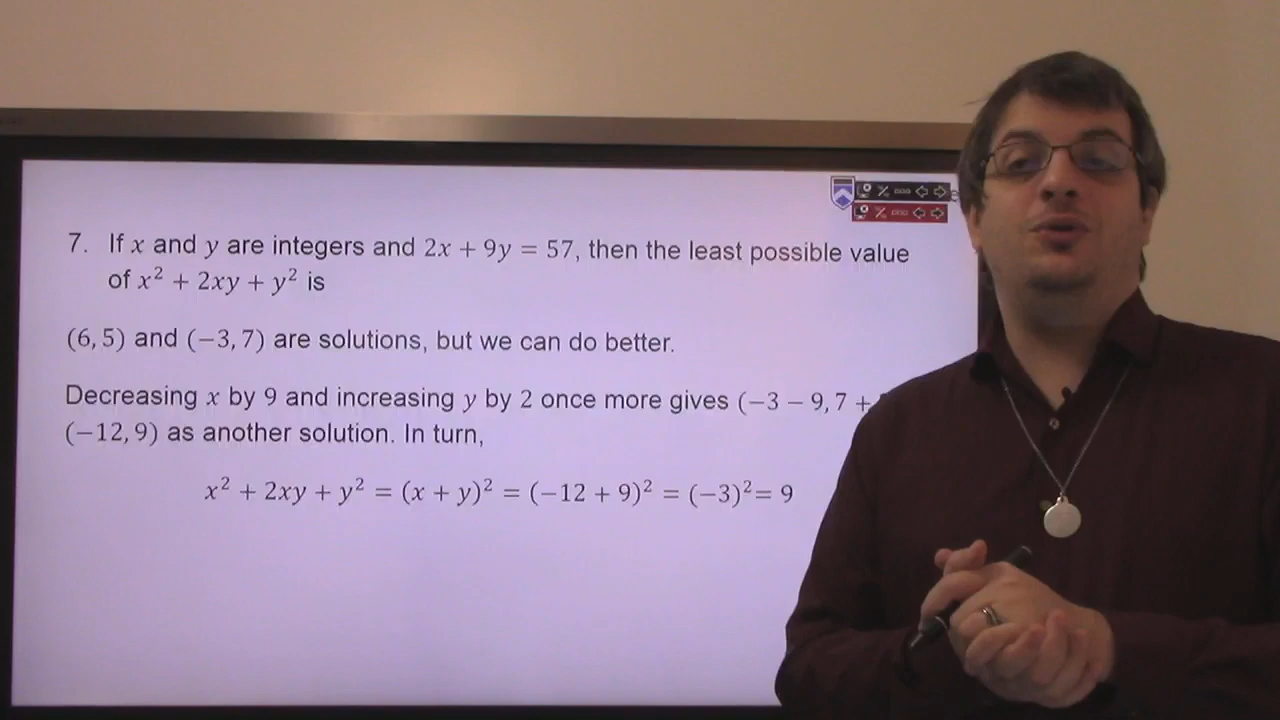 7. If x and y are integers and 2x + 9y = 57, then the least possible value
of x² + 2xy + y² is
(6, 5) and (−3, 7) are solutions, but we can do better.
Decreasing x by 9 and increasing y by 2 once more gives (−3 − 9, 7 +
(−12, 9) as another solution. In turn,
x² + 2xy + y² = (x + y)² = (−12 + 9)² = (−3)² = 9